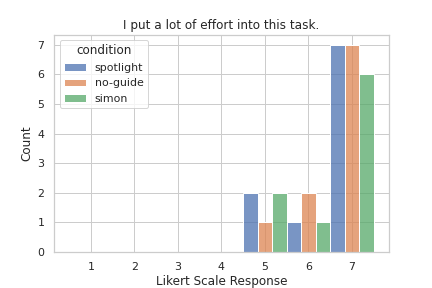 I put a lot of effort into this task.
condition
spotlight
no-guide
simon
7
6
5
4
3
2
1
0
Count
1 2 3 4 5 6 7
Likert Scale Response